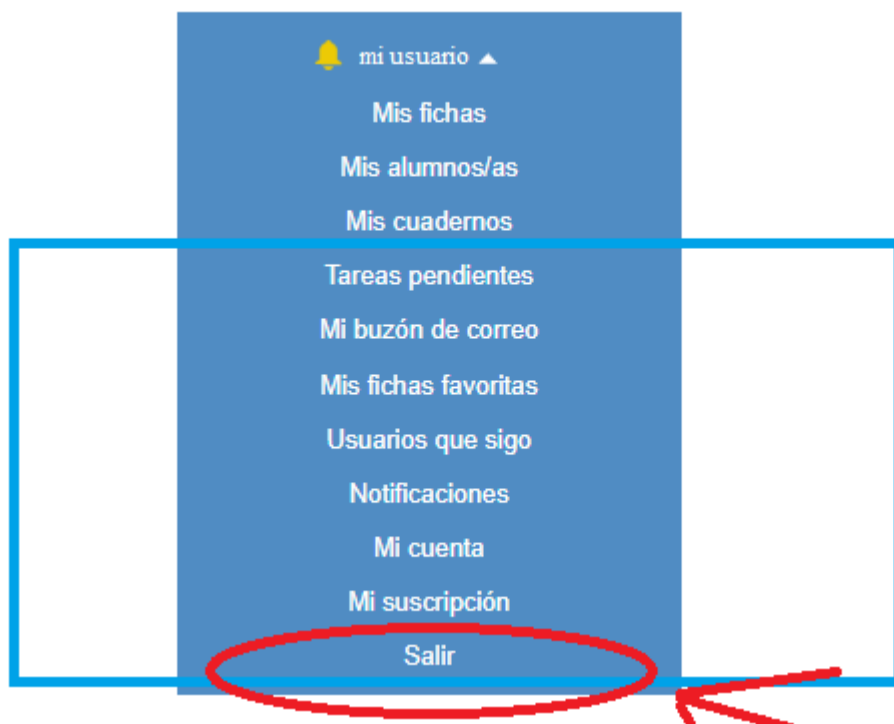 mi usuario
Mis fichas
Mis alumnos/as
Mis cuadernos
Tareas pendientes
Mi buzón de correo
Mis fichas favoritas
Usuarios que sigo
Notificaciones
Mi cuenta
Mi suscripción
Salir